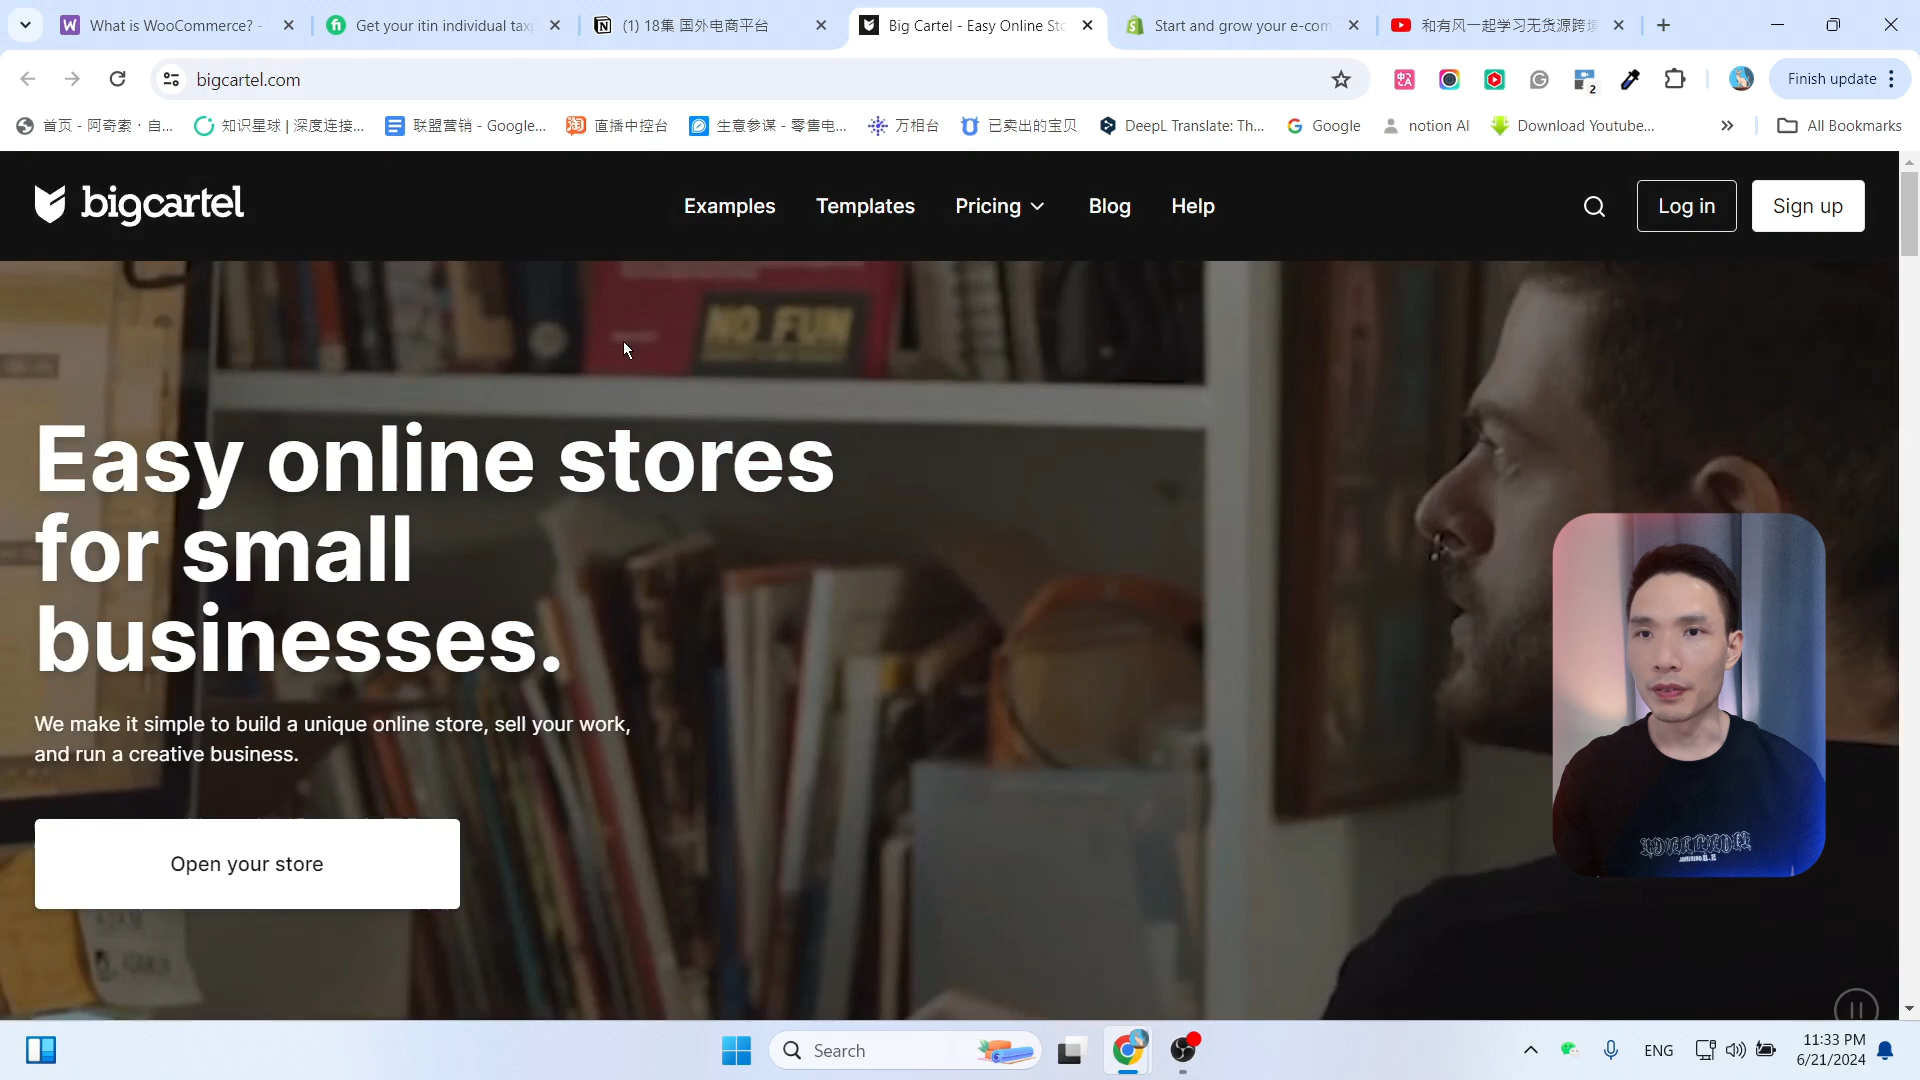 What is WooCommerce? -
Get your itin individual tax
(1) 18集 国外电商平台
Big Cartel - Easy Online Sto
Start and grow your e-com
和有风一起学习无货源跨境
bigcartel.com
2
Finish update
首页 - 阿奇索 · 自...
知识星球 | 深度连接...
联盟营销 - Google...
直播中控台
生意参谋 - 零售电...
万相台
已卖出的宝贝
DeepL Translate: Th...
Google
notion AI
Download Youtube...
All Bookmarks
bigcartel
Examples
Templates
Pricing
Blog
Help
Log in
Sign up
NO FUN
Easy online stores
for small
businesses.
We make it simple to build a unique online store, sell your work,
and run a creative business.
Open your store
Search
ENG
11:33 PM
6/21/2024